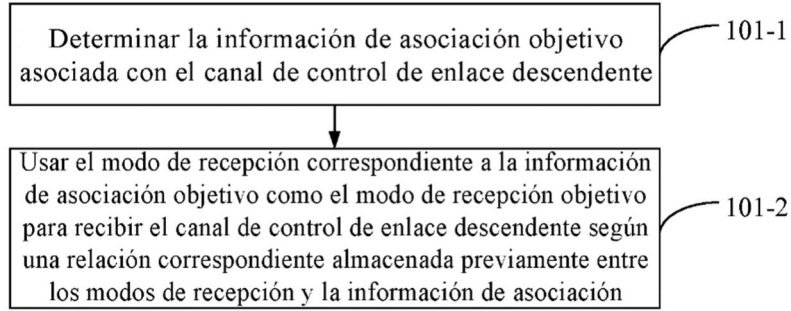 Determinar la información de asociación objetivo
asociada con el canal de control de enlace descendente
101-1
Usar el modo de recepción correspondiente a la información
de asociación objetivo como el modo de recepción objetivo
para recibir el canal de control de enlace descendente según
una relación correspondiente almacenada previamente entre
los modos de recepción y la información de asociación
101-2